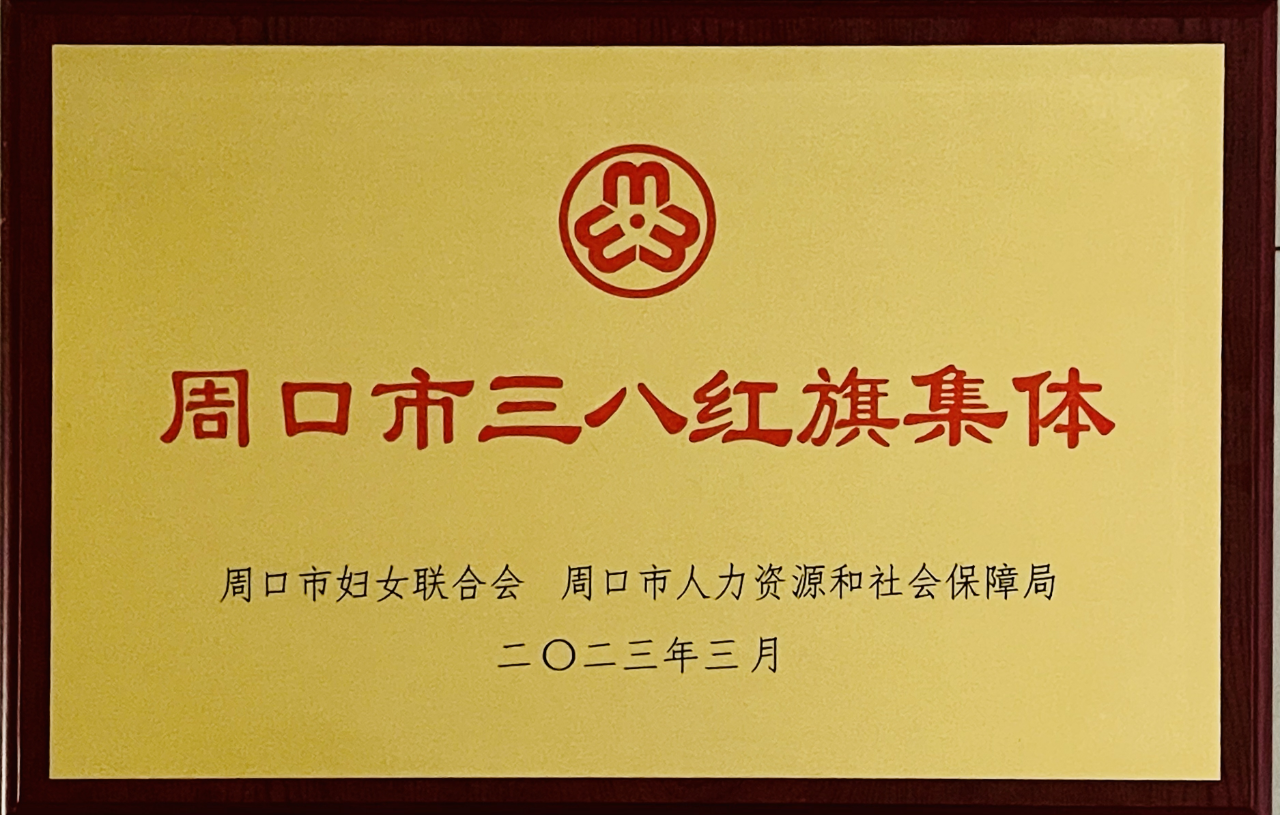 周口市三八红旗集体
周口市妇女联合会 周口市人力资源和社会保障局
二〇二三年三月